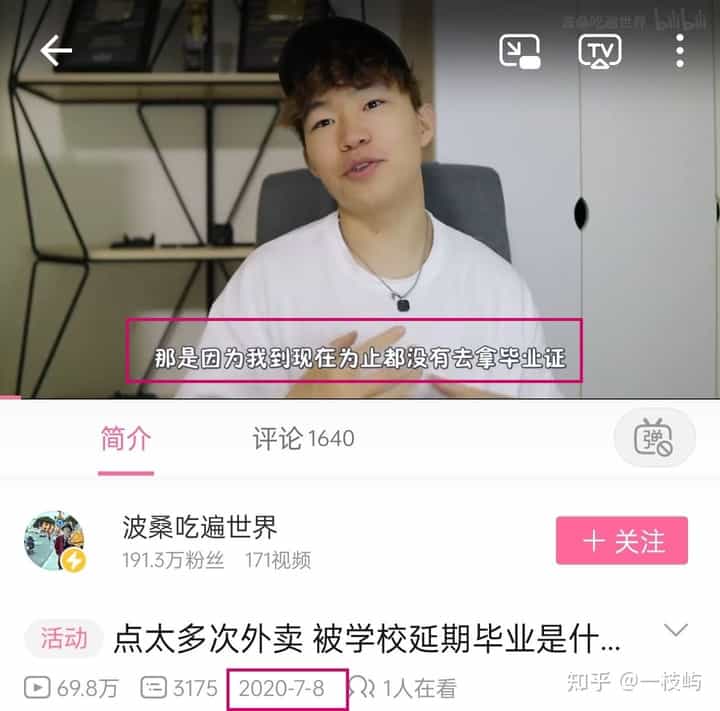 波桑吃遍世界 bilibili
TV
那是因为我到现在为止都没有去拿毕业证
简介
评论 1640
弹
波桑吃遍世界
191.3万粉丝 171视频
+ 关注
活动 点太多次外卖 被学校延期毕业是什...
69.8万 3175 2020-7-8 1人在看
知乎 @一枝屿